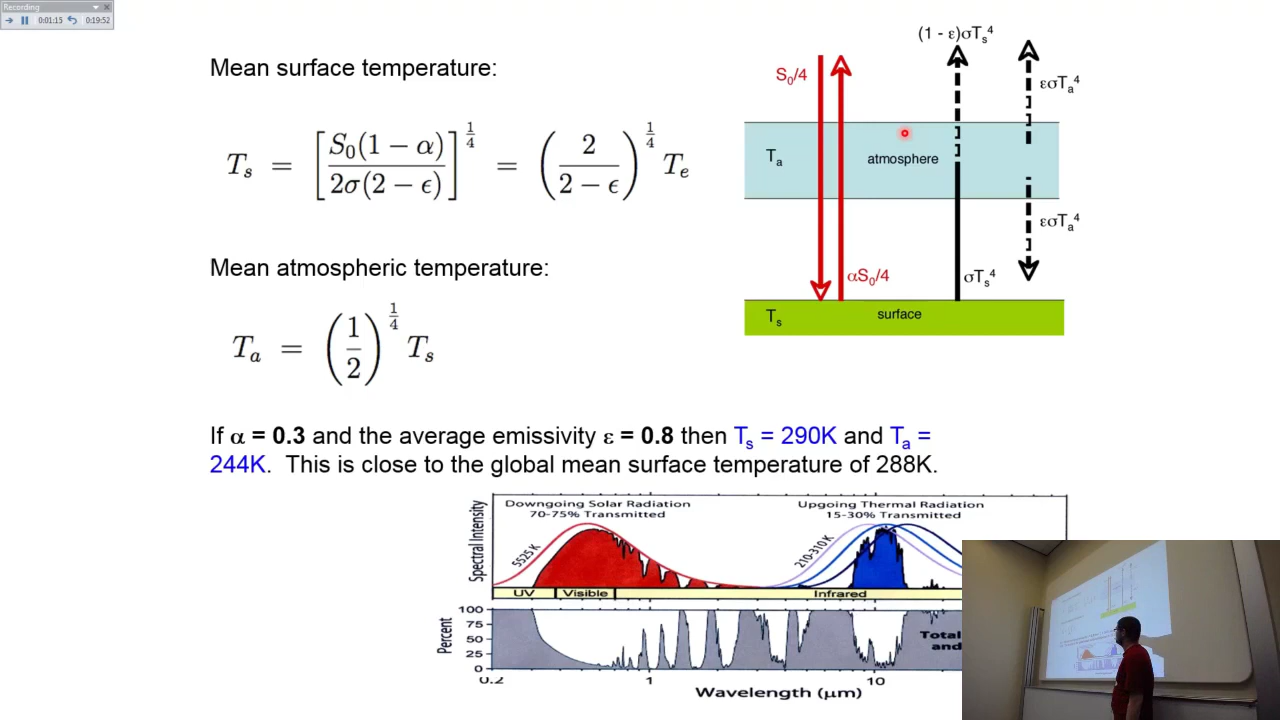 Recording
0:01:15
0:19:52
Mean surface temperature:
T_s = [S_0(1 − α) / 2σ(2 − ϵ)]^{1/4} = (2 / 2 − ϵ)^{1/4} T_e
Mean atmospheric temperature:
T_a = (1/2)^{1/4} T_s
(1 - ε)σT_s^4
S_0/4
εσT_a^4
T_a
atmosphere
εσT_a^4
αS_0/4
σT_s^4
T_s
surface
If α = 0.3 and the average emissivity ε = 0.8 then T_s = 290K and T_a =
244K. This is close to the global mean surface temperature of 288K.
Spectral Intensity
Downgoing Solar Radiation
70-75% Transmitted
Upgoing Thermal Radiation
15-30% Transmitted
5525 K
210-310 K
UV
Visible
Infrared
Percent
100
75
50
25
0
Total
and
0.2
1
10
Wavelength (μm)